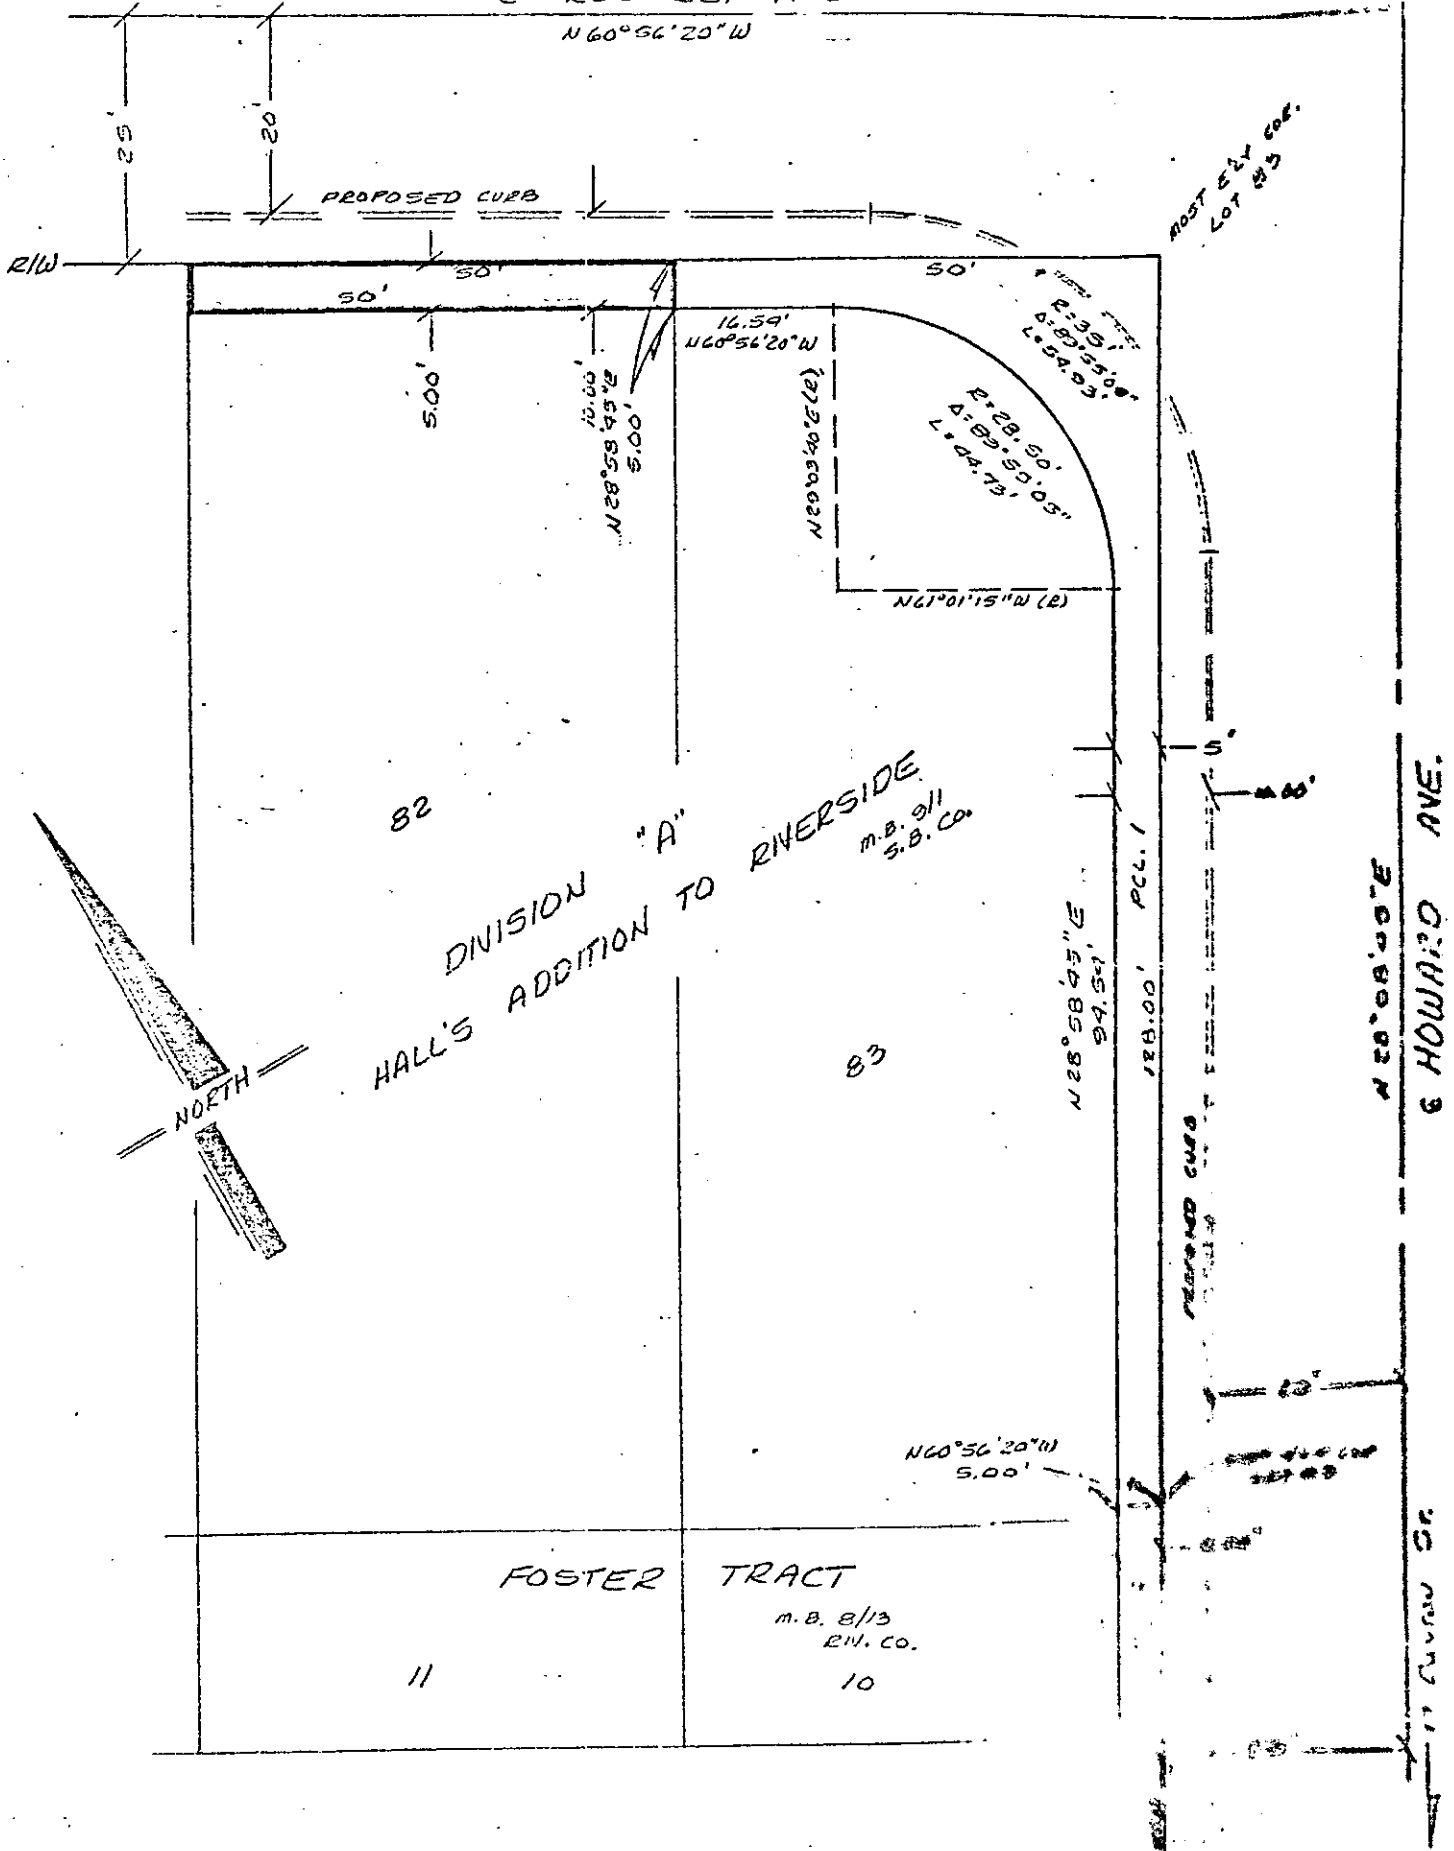 N60°56'20"W
25'
20'
PROPOSED CURB
MOST E'LY COR.
LOT 83
R/W
50'
50'
50'
16.59'
N60°56'20"W
R=35'
L=54.93'
R=28.50'
Δ=89°55'05"
L=44.73'
5.00'
10.00'
N28°58'45"E
5.00'
N29°03'40"E(R)
N61°01'15"W (R)
5'
82
DIVISION "A"
HALL'S ADDITION TO RIVERSIDE
M.B. 9/1
S.B. CO.
PCL. 1
N28°58'45"E
94.50'
128.00'
83
NORTH
PROPOSED CURB
HOWARD AVE.
N60°56'20"W
5.00'
FOSTER TRACT
M.B. 8/13
RIV. CO.
11
10